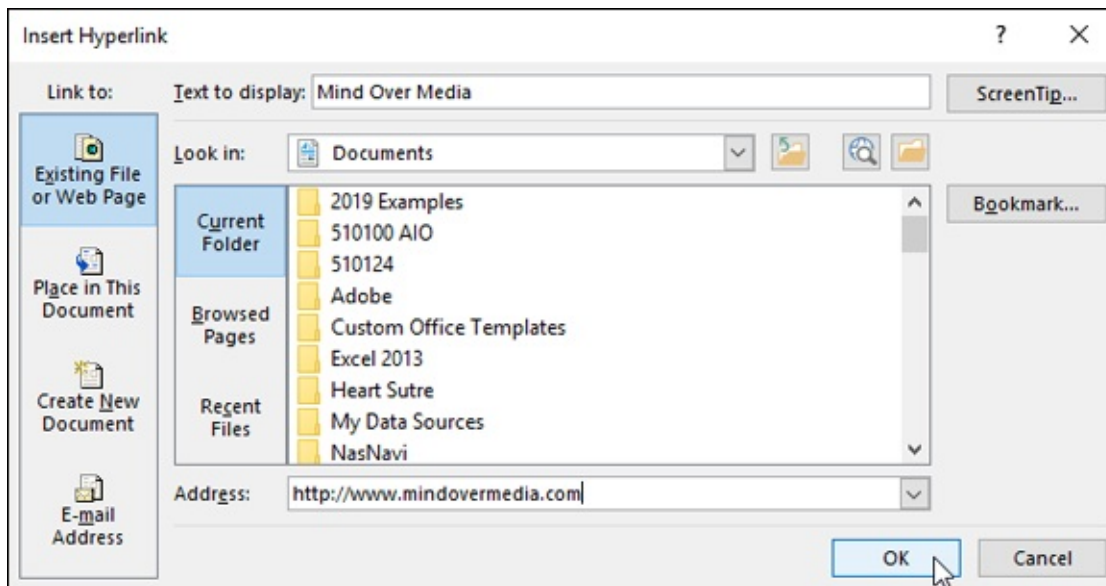 Insert Hyperlink ? X
Link to:
Text to display: Mind Over Media
ScreenTip...
Existing File
or Web Page
Place in This
Document
Create New
Document
E-mail
Address
Look in: Documents
Current
Folder
Browsed
Pages
Recent
Files
2019 Examples
510100 AIO
510124
Adobe
Custom Office Templates
Excel 2013
Heart Sutre
My Data Sources
NasNavi
Bookmark...
Address: http://www.mindovermedia.com
OK
Cancel